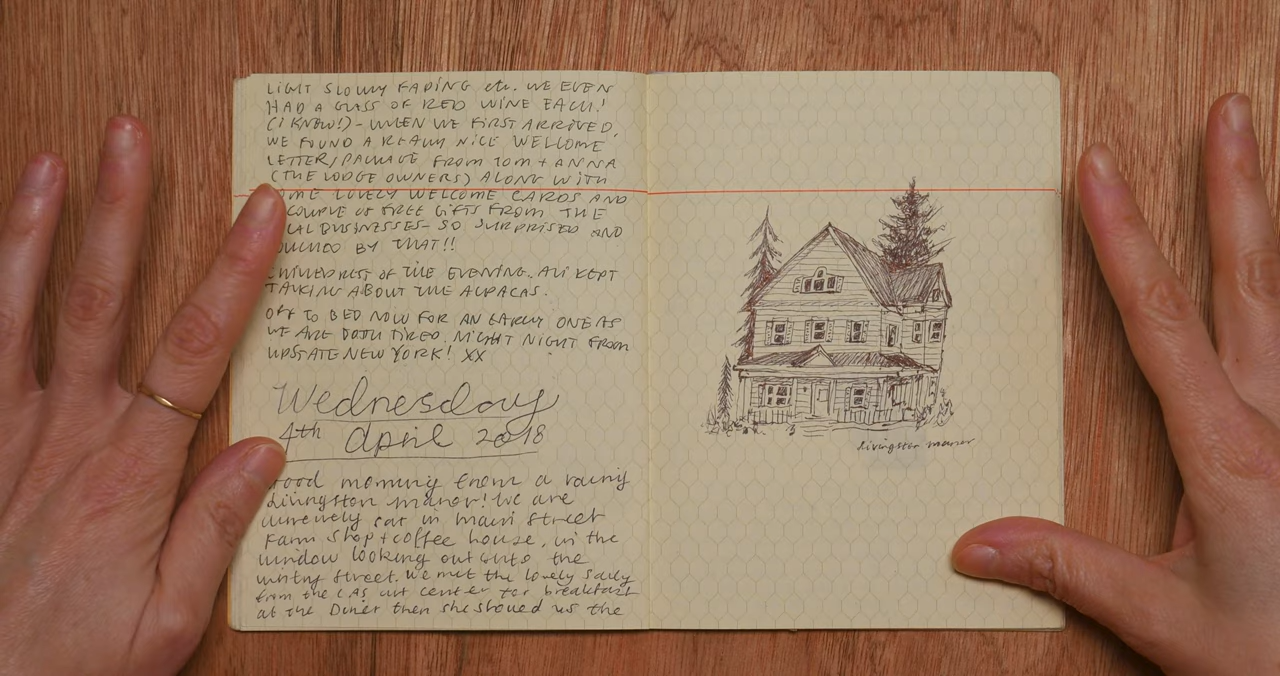 LIGHT SLOWLY FADING etc. WE EVEN
HAD A GLASS OF RED WINE EACH!
(I KNOW!) - WHEN WE FIRST ARRIVED,
WE FOUND A REALLY NICE WELCOME
LETTER/PACKAGE FROM TOM + ANNA
(THE LODGE OWNERS) ALONG WITH
OME LOVELY WELCOME CARDS AND
COUPLE OF FREE GIFTS FROM THE
CAL BUSINESSES - SO SURPRISED AND
OUCHED BY THAT!!
CHILLED REST OF THE EVENING. ALI KEPT
TALKING ABOUT THE ALPACAS.
OFF TO BED NOW FOR AN EARLY ONE AS
WE ARE BOTH TIRED. NIGHT NIGHT FROM
UPSTATE NEW YORK! XX
Wednesday
4th April 2018
Good morning from a rainy
Livingston manor! We are
currently sat in main street
Farm shop + coffee house, in the
window looking out onto the
street. We met the lovely Sally
from the CAS art center for breakfast
at the Diner then she showed us the
livingston manor